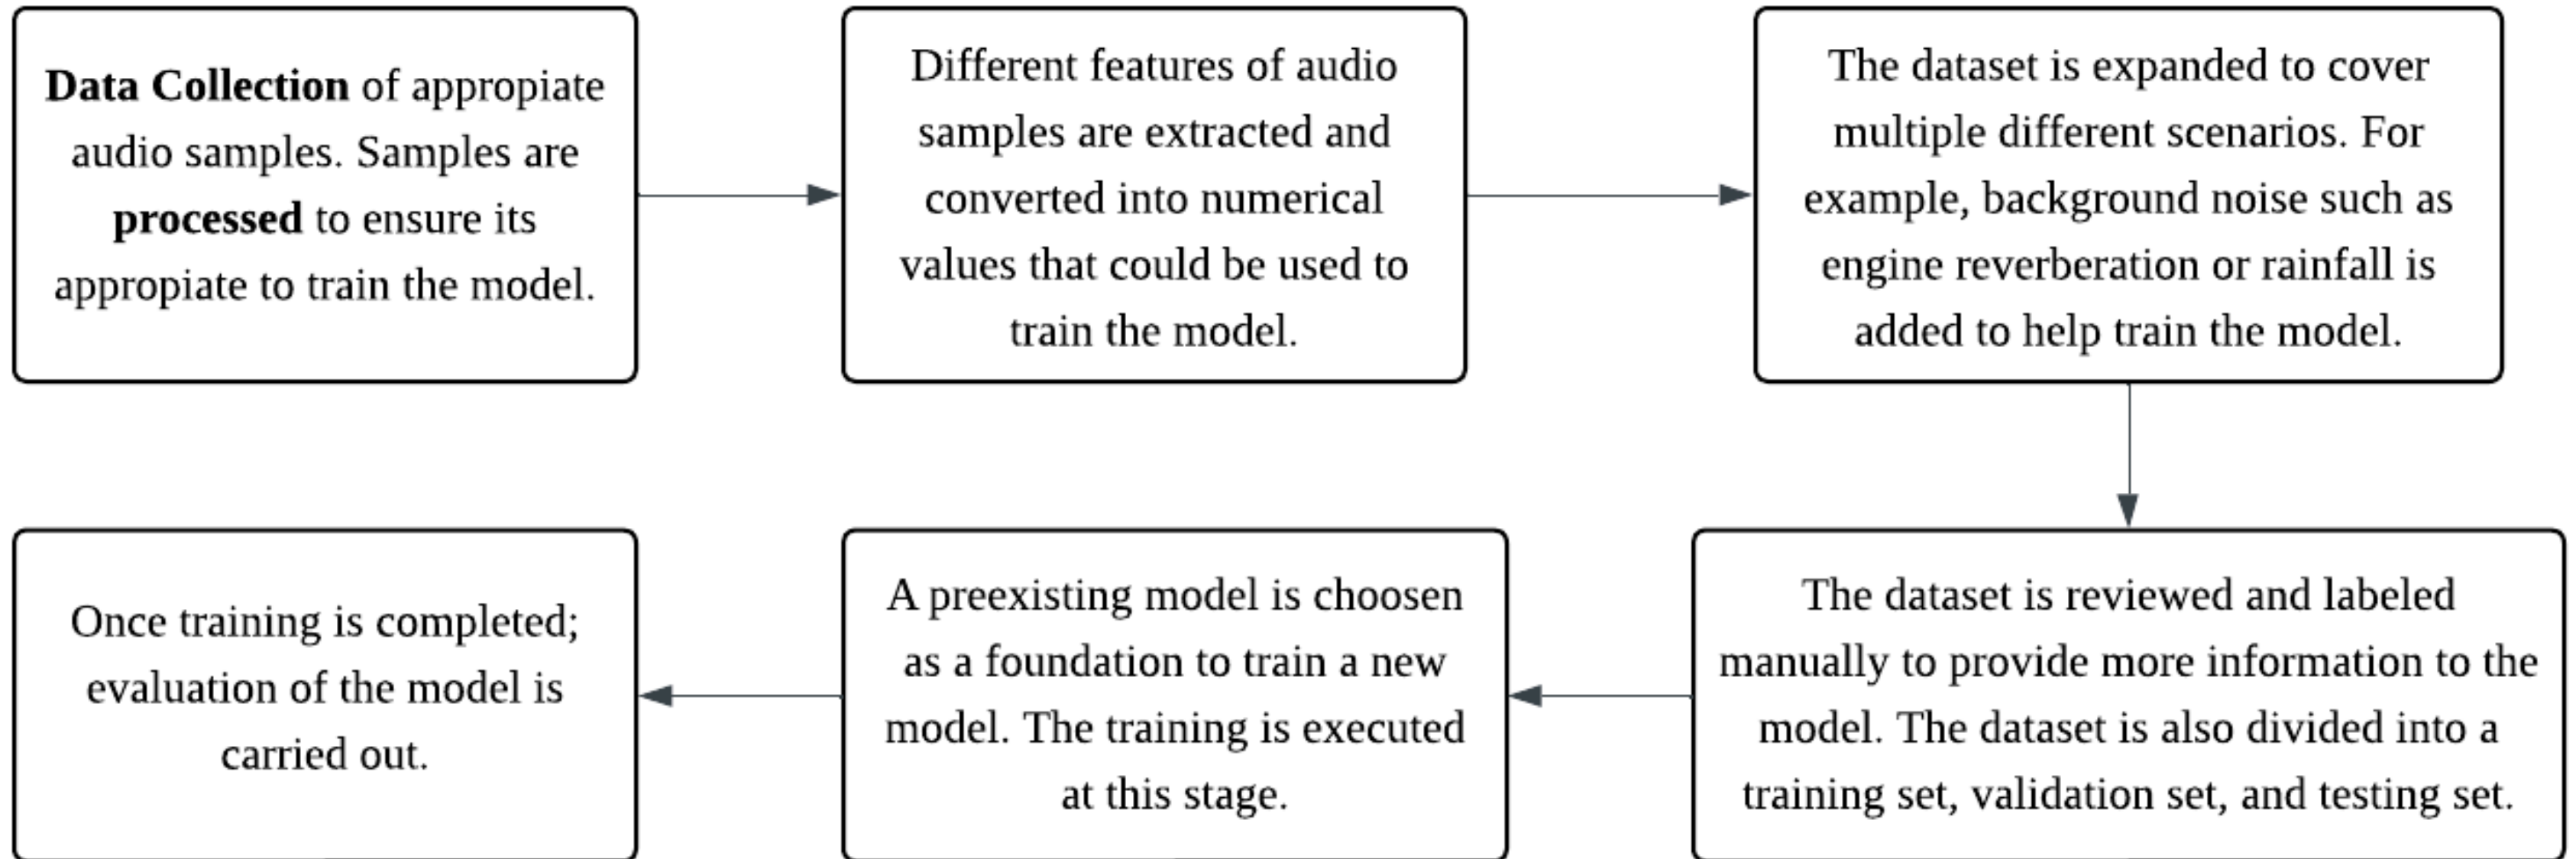 Data Collection of appropiate
audio samples. Samples are
processed to ensure its
appropiate to train the model.
Different features of audio
samples are extracted and
converted into numerical
values that could be used to
train the model.
The dataset is expanded to cover
multiple different scenarios. For
example, background noise such as
engine reverberation or rainfall is
added to help train the model.
The dataset is reviewed and labeled
manually to provide more information to the
model. The dataset is also divided into a
training set, validation set, and testing set.
A preexisting model is choosen
as a foundation to train a new
model. The training is executed
at this stage.
Once training is completed;
evaluation of the model is
carried out.